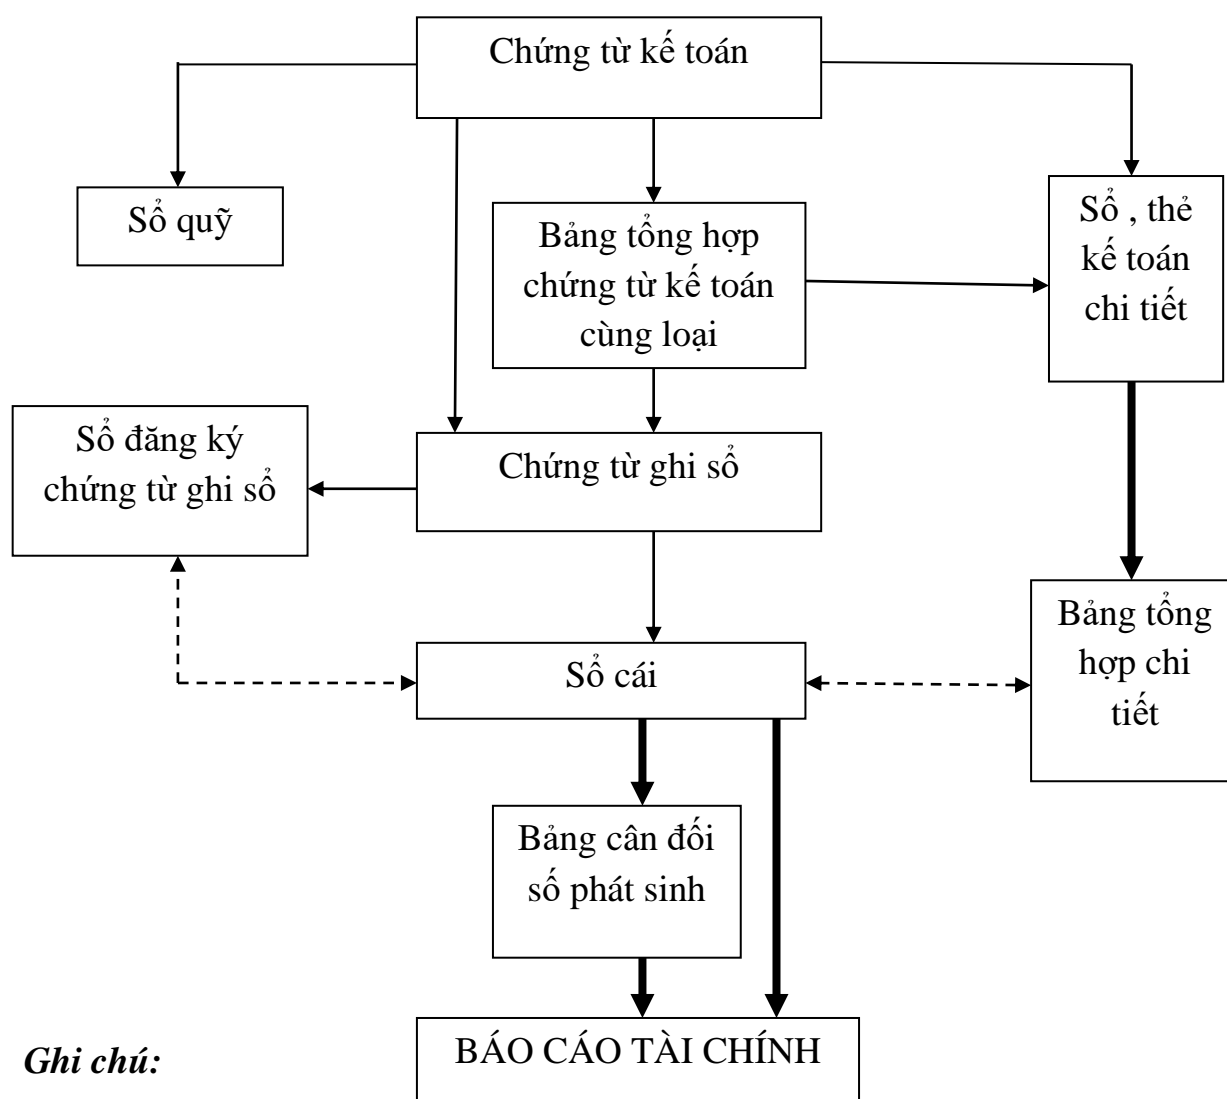 Chứng từ kế toán
Sổ quỹ
Bảng tổng hợp
chứng từ kế toán
cùng loại
Sổ , thẻ
kế toán
chi tiết
Sổ đăng ký
chứng từ ghi sổ
Chứng từ ghi sổ
Sổ cái
Bảng tổng
hợp chi
tiết
Bảng cân đối
số phát sinh
BÁO CÁO TÀI CHÍNH
Ghi chú: